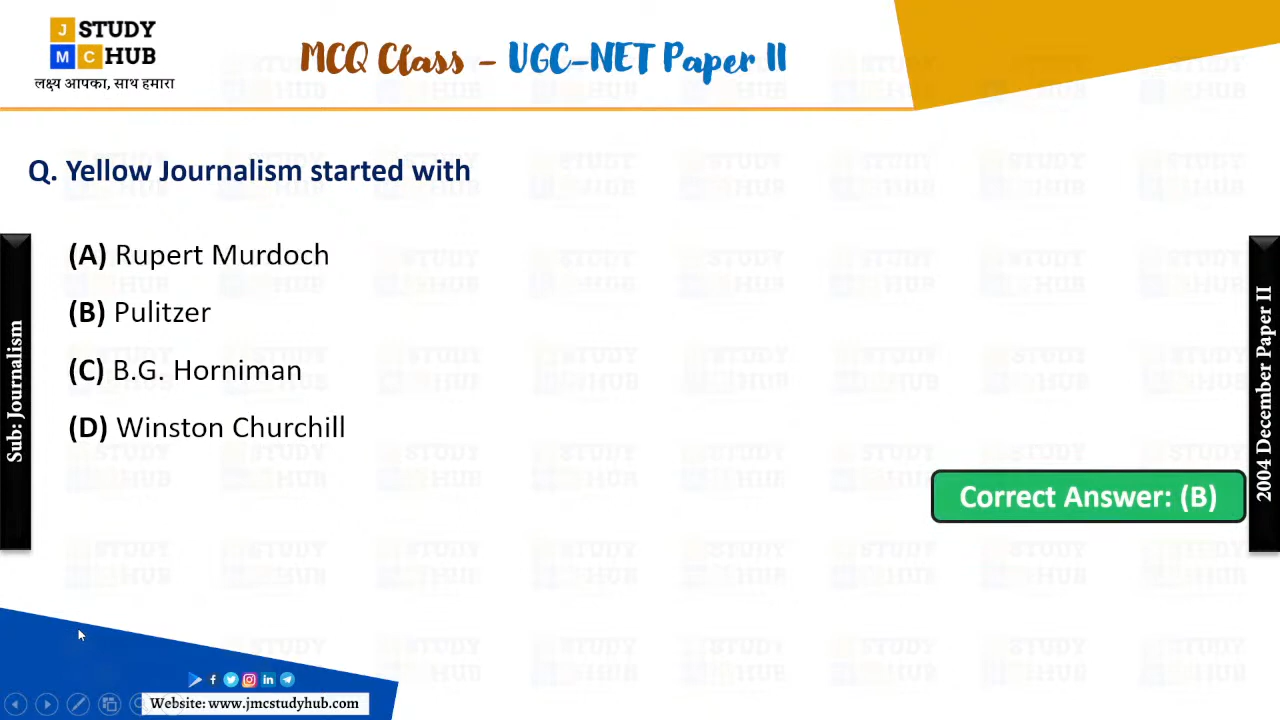 J STUDY
M C HUB
लक्ष्य आपका, साथ हमारा
MCQ Class – UGC-NET Paper II
Q. Yellow Journalism started with
(A) Rupert Murdoch
(B) Pulitzer
(C) B.G. Horniman
(D) Winston Churchill
Correct Answer: (B)
Sub: Journalism
2004 December Paper II
Website: www.jmcstudyhub.com